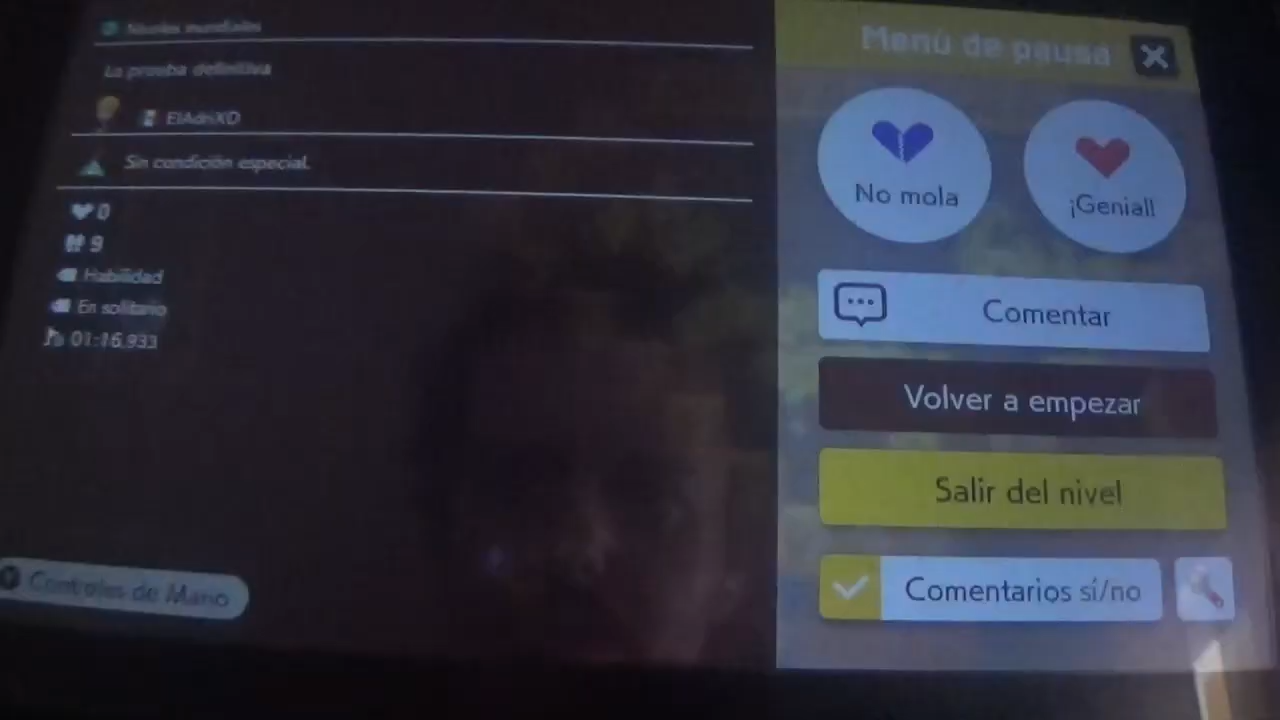 Niveles mundiales
La prueba definitiva
ElAdriXD
Sin condición especial.
0
9
Habilidad
En solitario
01:16,933
Y Controles de Mario
Menú de pausa
No mola
¡Genial!
Comentar
Volver a empezar
Salir del nivel
Comentarios sí/no